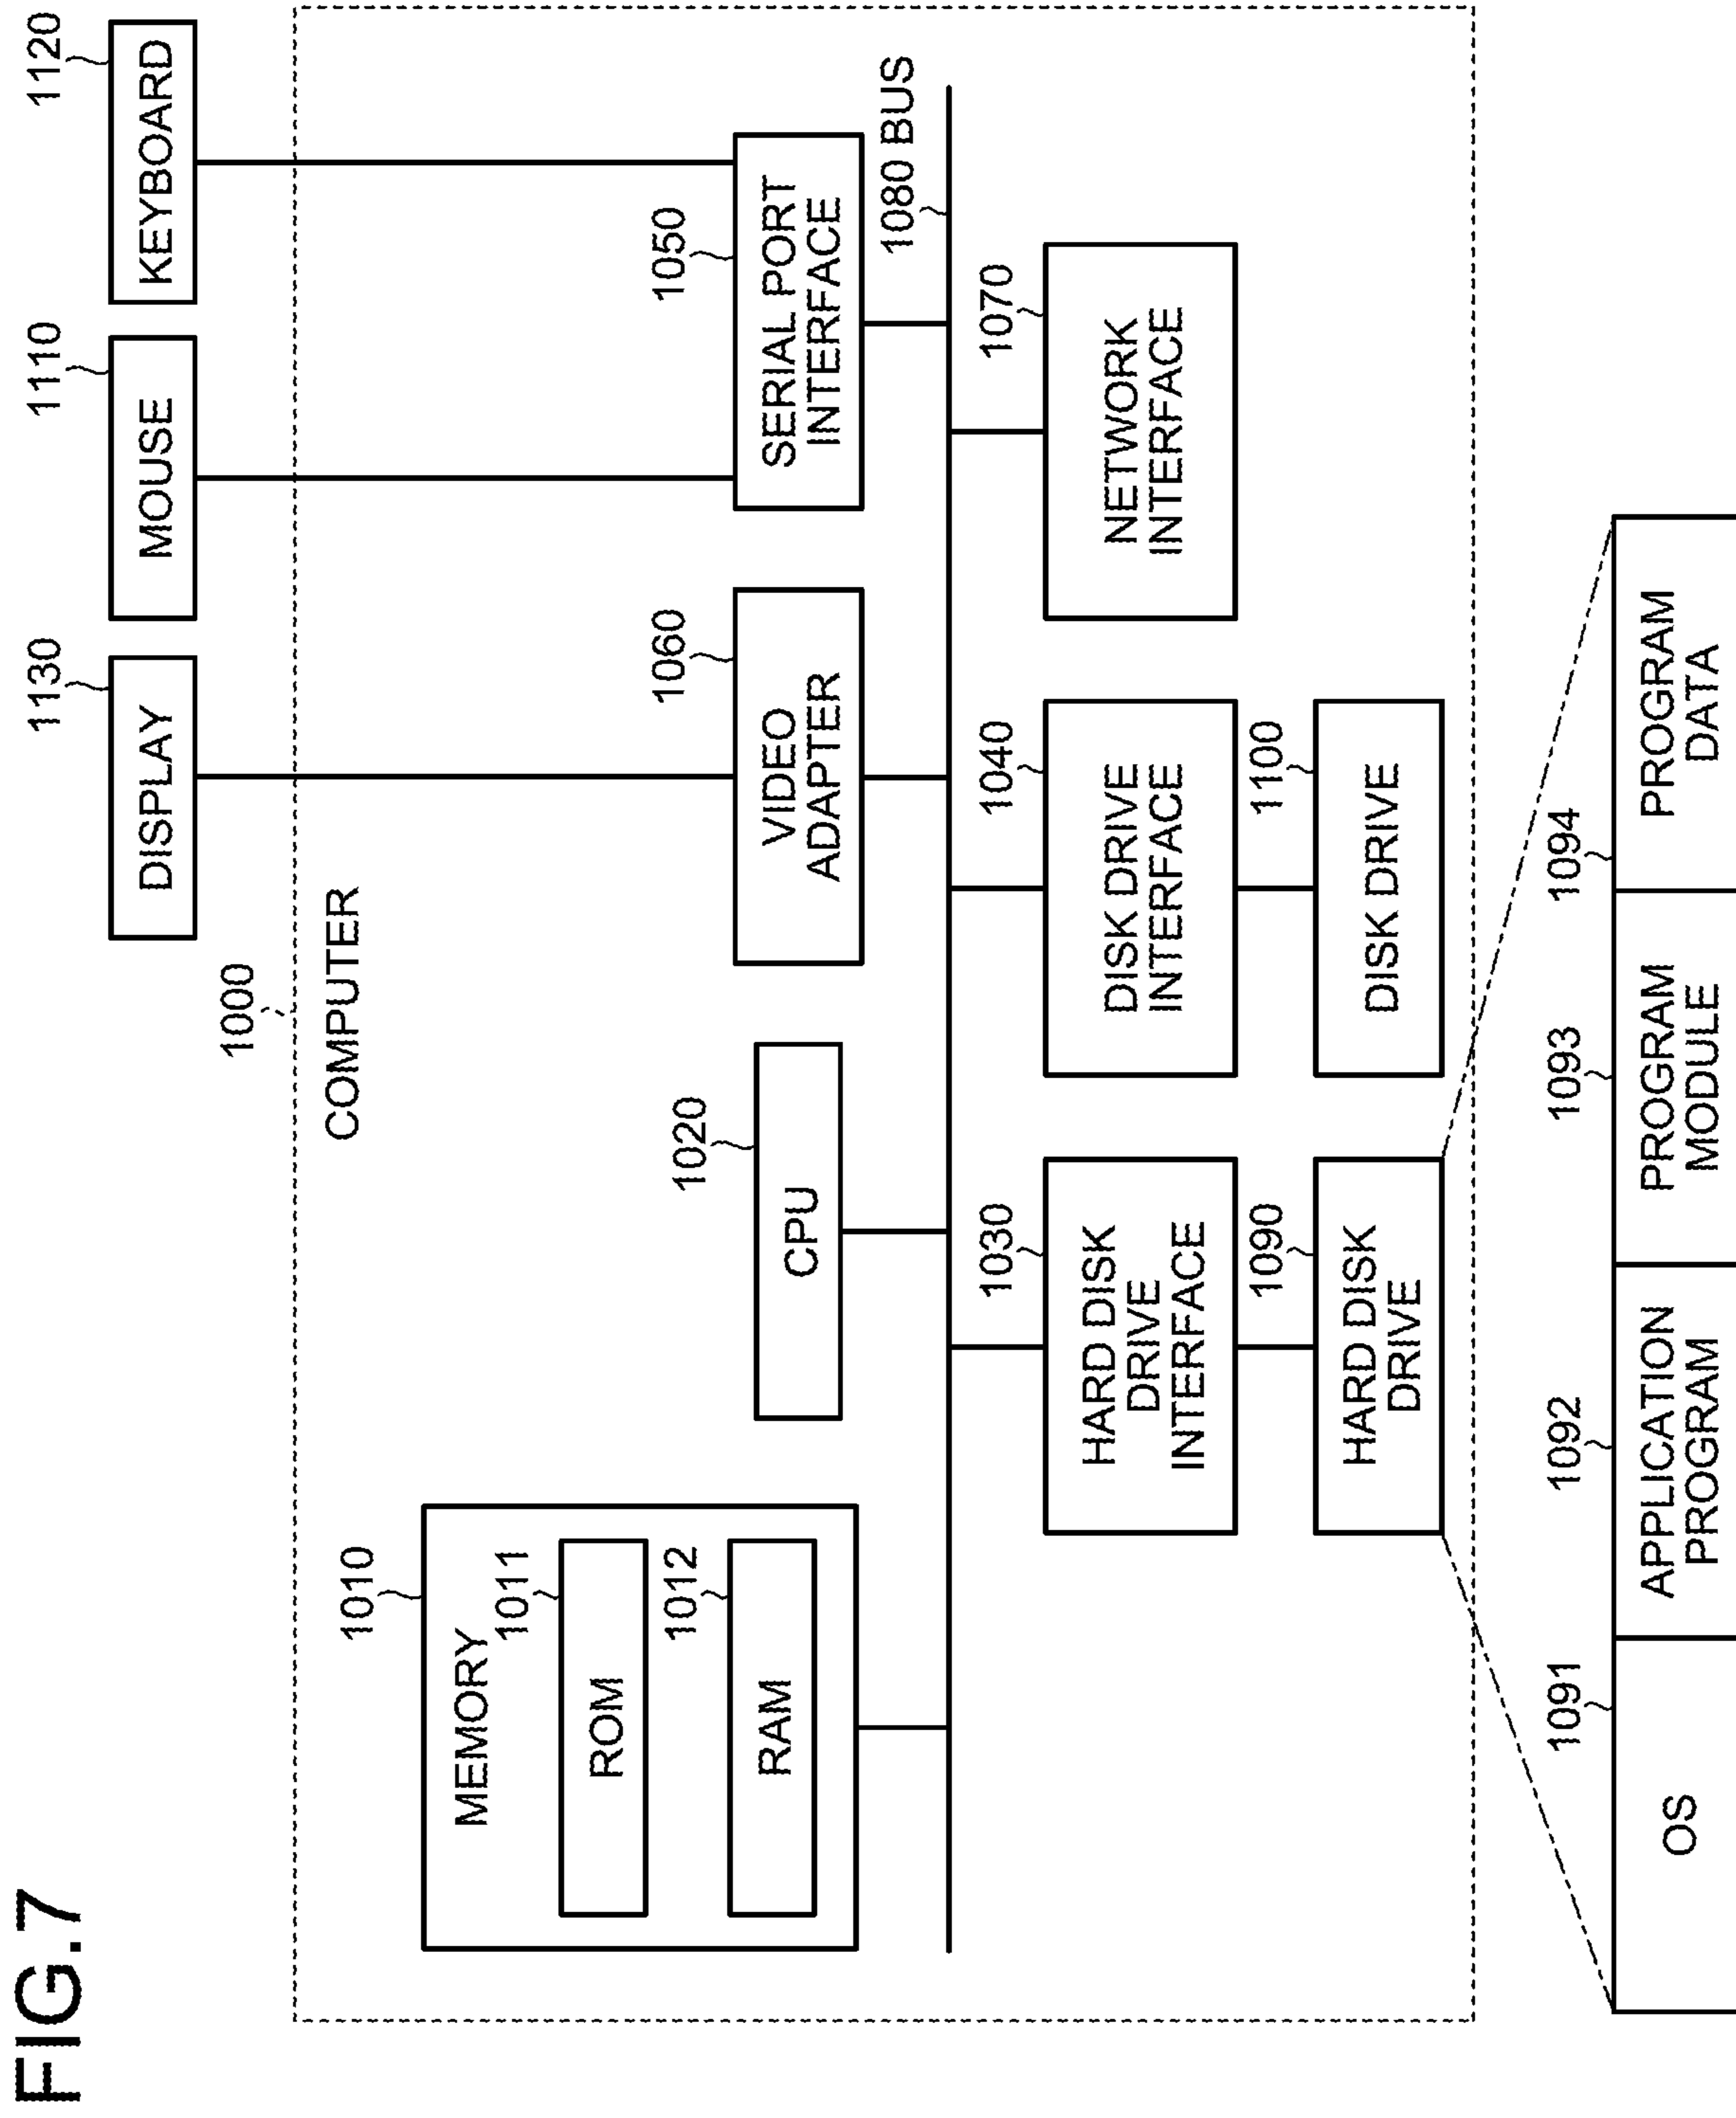 FIG.7
1000
COMPUTER
1010
MEMORY
1011
ROM
1012
RAM
1020
CPU
1130
DISPLAY
1110
MOUSE
1120
KEYBOARD
1060
VIDEO
ADAPTER
1050
SERIAL PORT
INTERFACE
1080 BUS
1030
HARD DISK
DRIVE
INTERFACE
1040
DISK DRIVE
INTERFACE
1070
NETWORK
INTERFACE
1090
HARD DISK
DRIVE
1100
DISK DRIVE
1091
OS
1092
APPLICATION
PROGRAM
1093
PROGRAM
MODULE
1094
PROGRAM
DATA